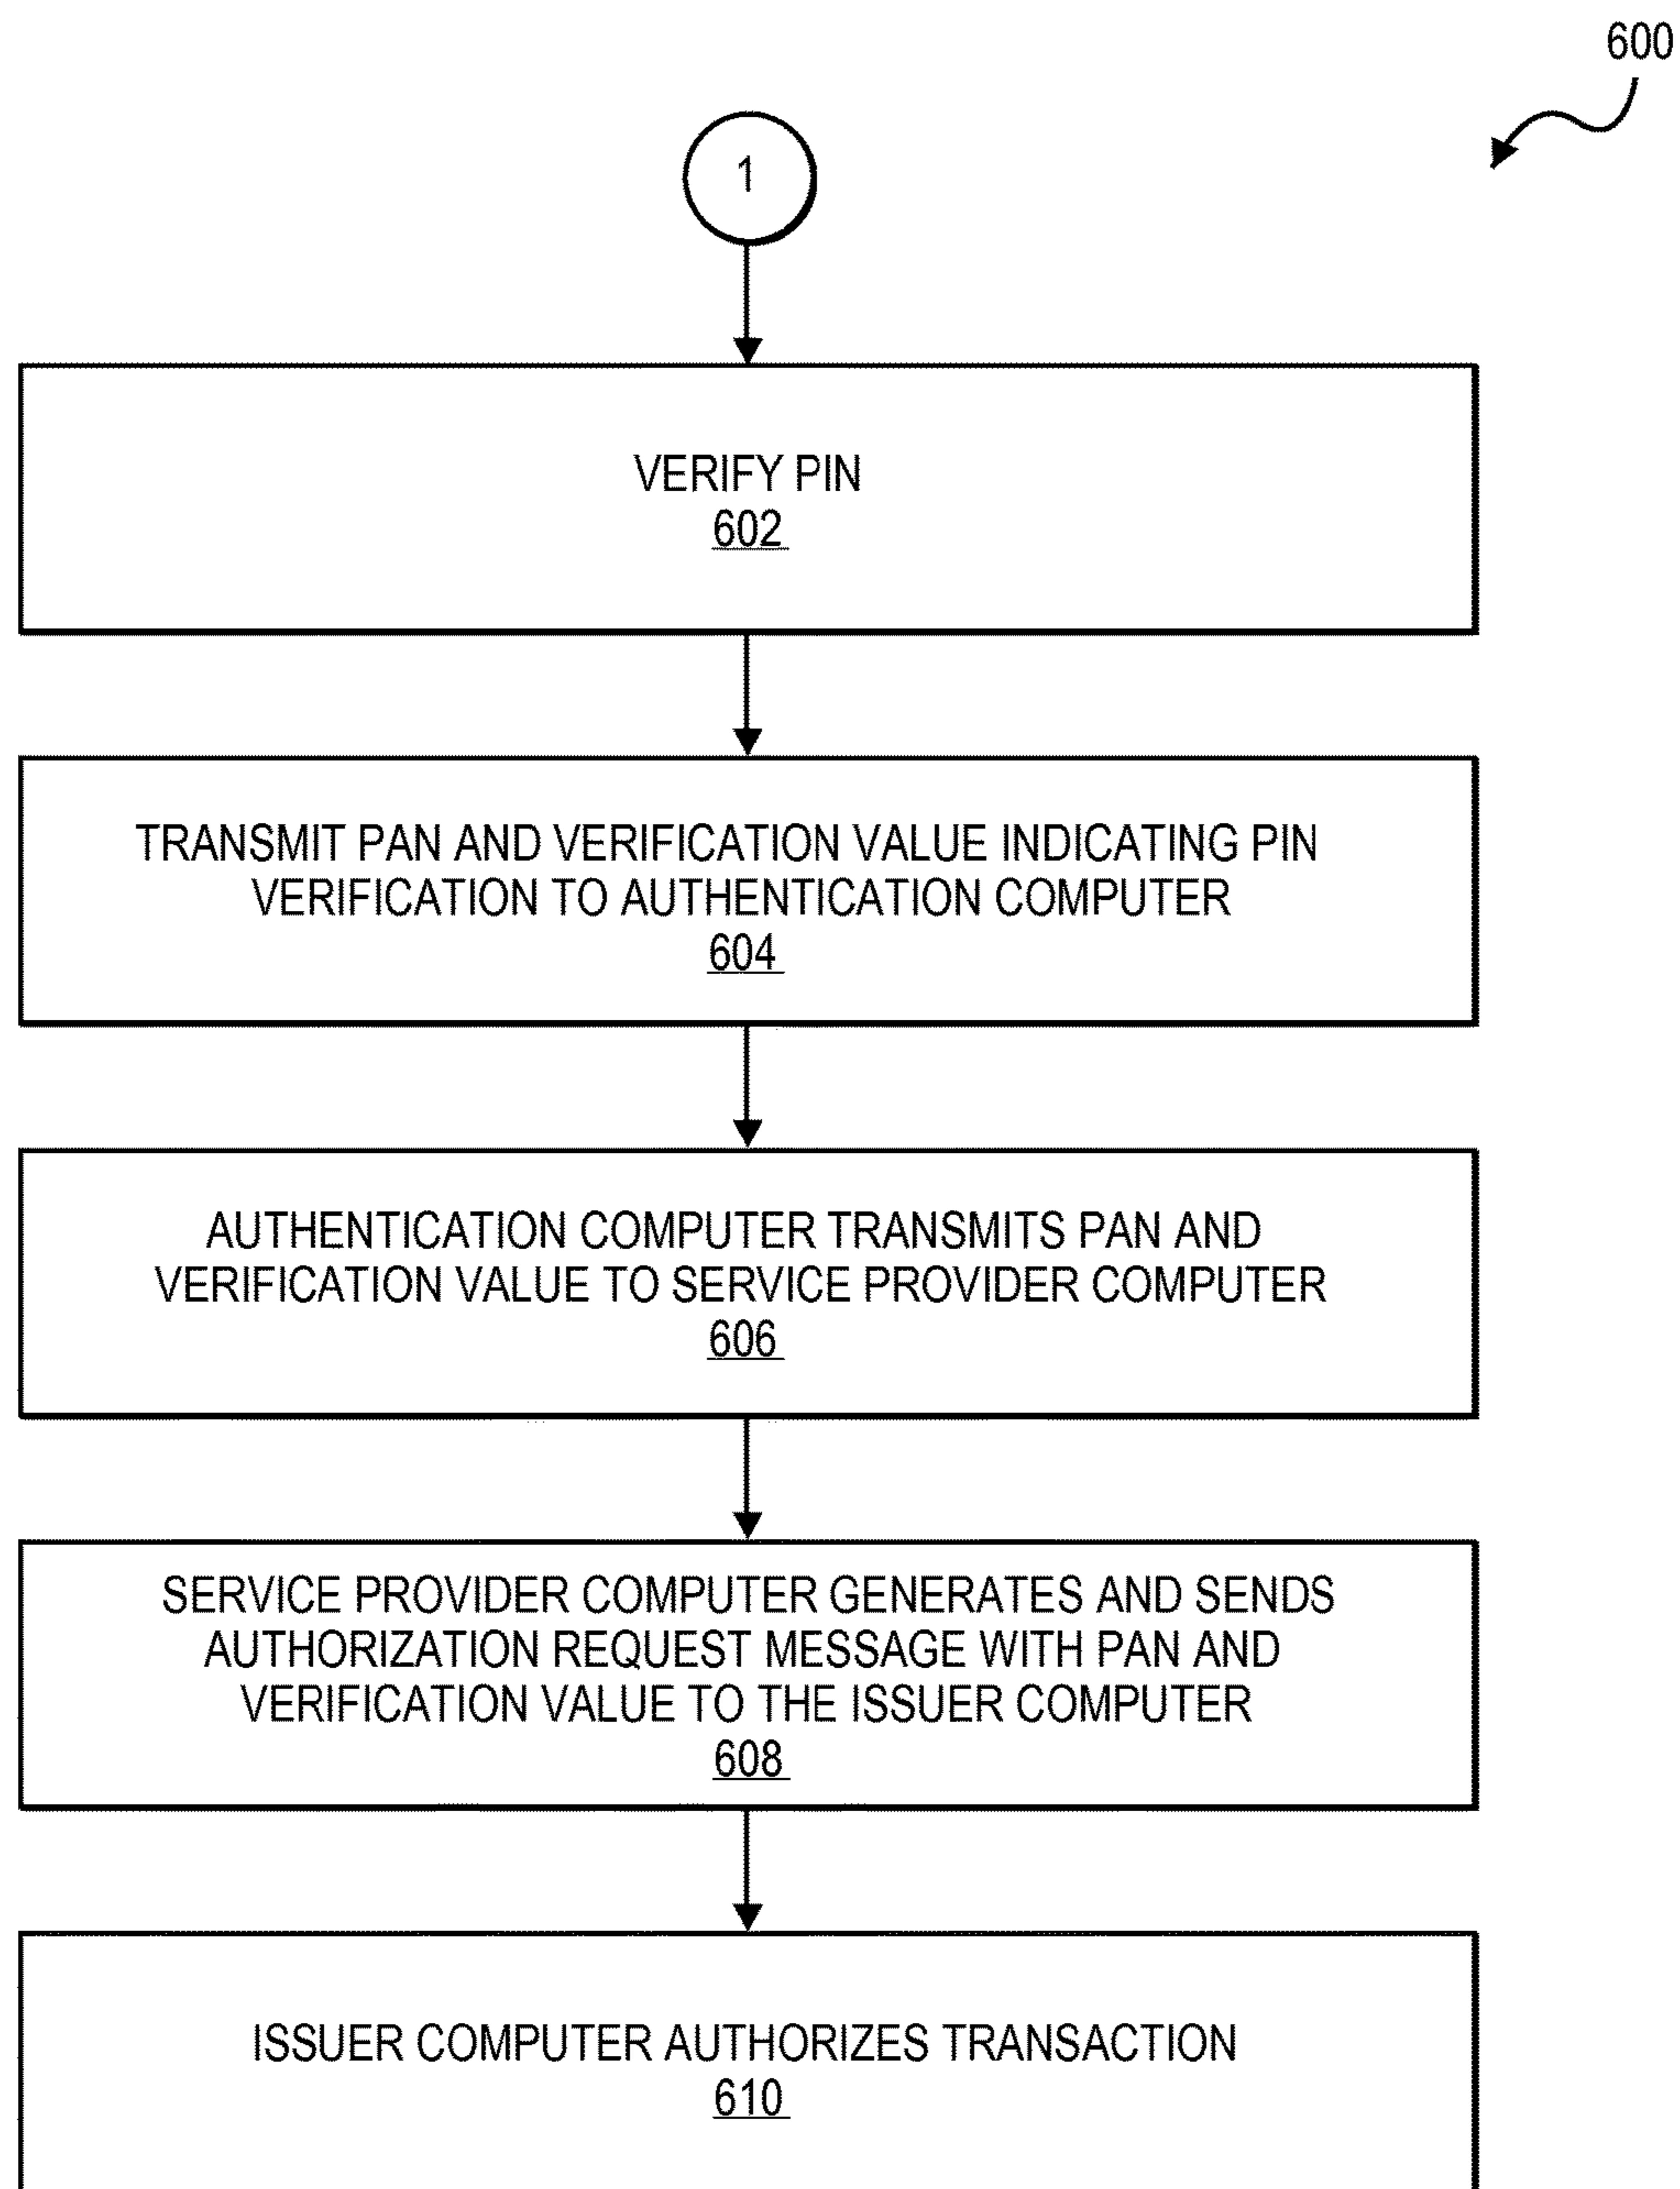 600
1
VERIFY PIN
602
TRANSMIT PAN AND VERIFICATION VALUE INDICATING PIN
VERIFICATION TO AUTHENTICATION COMPUTER
604
AUTHENTICATION COMPUTER TRANSMITS PAN AND
VERIFICATION VALUE TO SERVICE PROVIDER COMPUTER
606
SERVICE PROVIDER COMPUTER GENERATES AND SENDS
AUTHORIZATION REQUEST MESSAGE WITH PAN AND
VERIFICATION VALUE TO THE ISSUER COMPUTER
608
ISSUER COMPUTER AUTHORIZES TRANSACTION
610